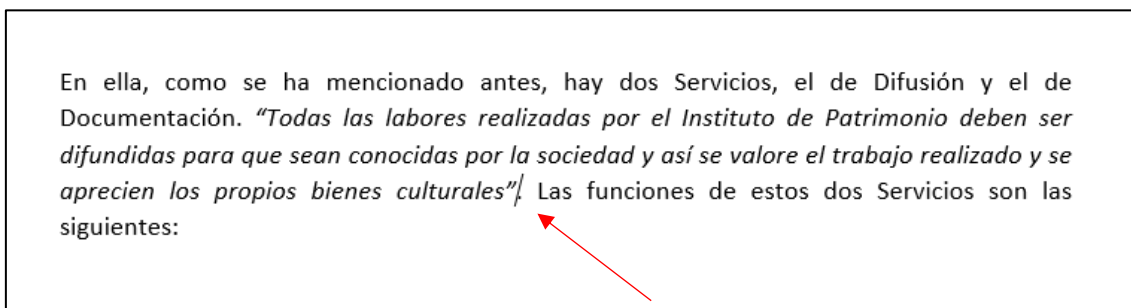 En ella, como se ha mencionado antes, hay dos Servicios, el de Difusión y el de
Documentación. “Todas las labores realizadas por el Instituto de Patrimonio deben ser
difundidas para que sean conocidas por la sociedad y así se valore el trabajo realizado y se
aprecien los propios bienes culturales”. Las funciones de estos dos Servicios son las
siguientes: